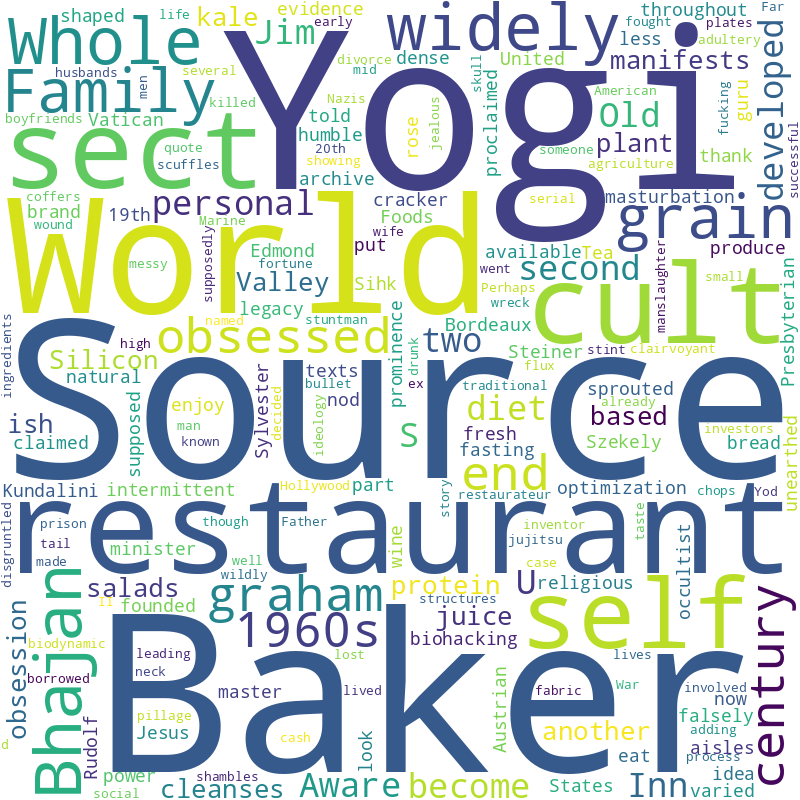 shaped
life
early
evidence
kale
Jim
Yogi
widely
throughout
Far
Whole
husbands
men
several
divorce
mid
dense
United
plates
less
adultery
manifests
developed
Family
skull
American
fucking
guru
successful
boyfriends
Vatican
killed
Nazis
told
jealous
rose
proclaimed
Old
plant
sect
quote
20th
humble
someone
thank
scuffles
showing
archive
agriculture
coffers
brand
wound
19th
Marine
personal
wife
cracker
Foods
serial
masturbation
grain
World
supposedly
Edmond
fortune
put
available
Tea
produce
messy
Valley
Sihk
went
Perhaps
second
small
manslaughter
Presbyterian
legacy
wreck
cult
ingredients
named
stuntman
Bordeaux
high
obsessed
prominence
two
Steiner
stint
clairvoyant
Silicon
texts
drunk
ex
flux
natural
Sylvester
bullet
nod
traditional
sprouted
already
ish
enjoy
decided
ideology
diet
based
investors
claimed
supposed
man
known
S
fresh
Szekely
bread
unearthed
Source
fasting
Kundalini
intermittent
Hollywood
part
end
story
restaurateur
optimization
chops
Yod
disgruntled
prison
though
Father
restaurant
tail
made
minister
well
wildly
wine
inventor
jujitsu
case
taste
occultist
Bhajan
salads
ll
founded
graham
protein
structures
U
religious
self
century
biodynamic
1960s
juice
biohacking
obsession
leading
neck
lost
Baker
lives
borrowed
master
lived
fabric
involved
now
Rudolf
pillage
Jesus
cash
look
Austrian
another
War
falsely
adding
aisles
d
power
social
shambles
cleanses
Aware
become
eat
process
idea
States
Inn
varied